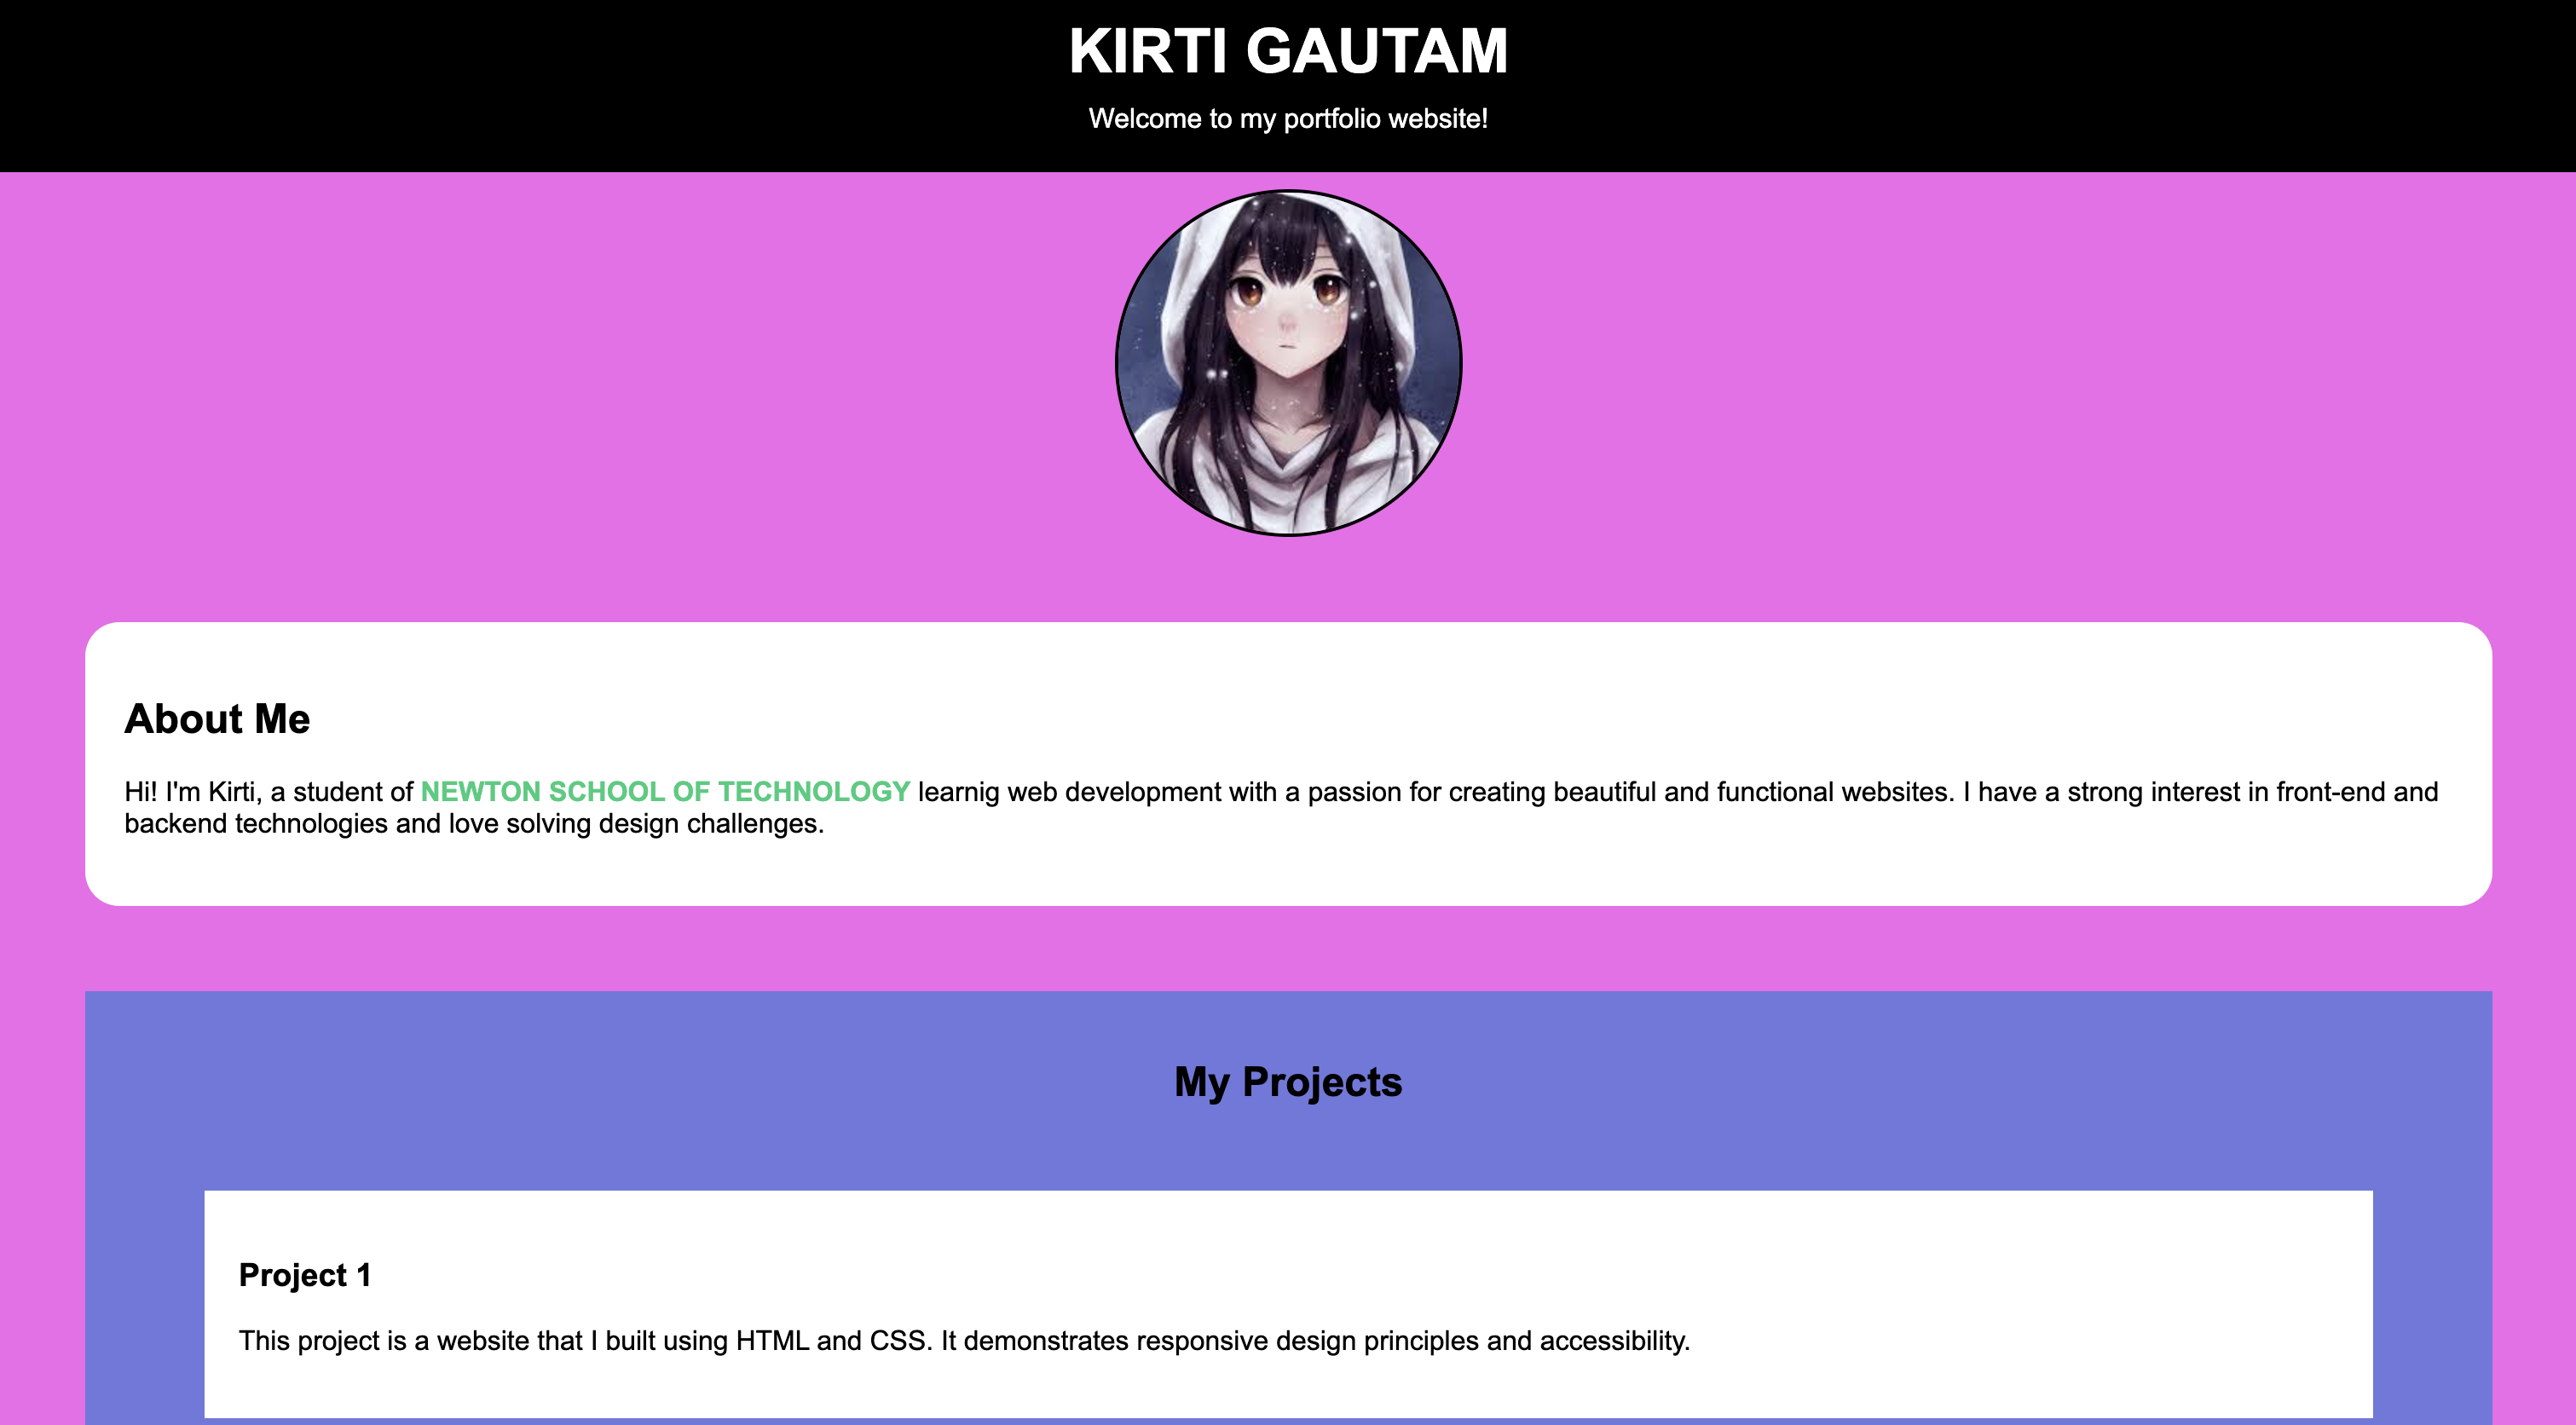 KIRTI GAUTAM
Welcome to my portfolio website!
About Me
Hi! I'm Kirti, a student of NEWTON SCHOOL OF TECHNOLOGY learnig web development with a passion for creating beautiful and functional websites. I have a strong interest in front-end and
backend technologies and love solving design challenges.
My Projects
Project 1
This project is a website that I built using HTML and CSS. It demonstrates responsive design principles and accessibility.